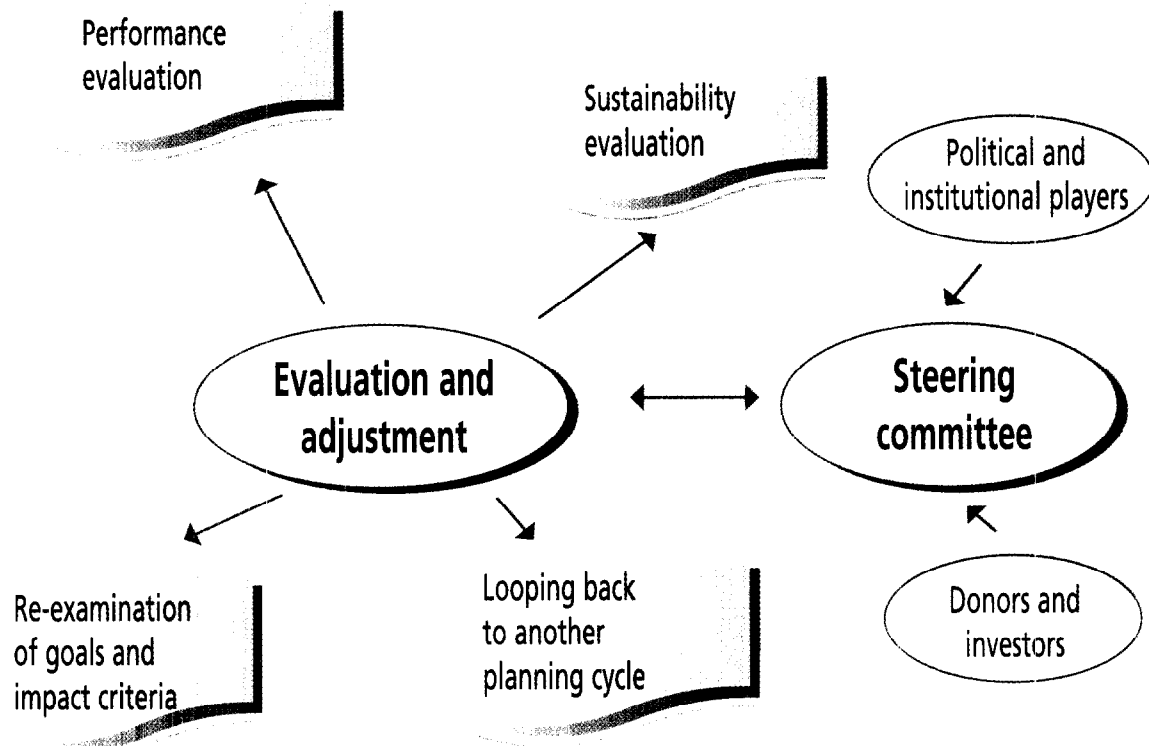 Performance
evaluation
Sustainability
evaluation
Political and
institutional players
Evaluation and
adjustment
Steering
committee
Re-examination
of goals and
impact criteria
Looping back
to another
planning cycle
Donors and
investors